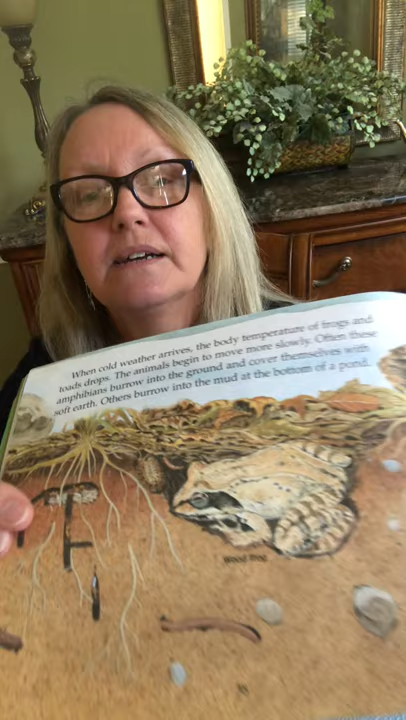 When cold weather arrives, the body temperature of frogs and
toads drops. The animals begin to move more slowly. Often these
amphibians burrow into the ground and cover themselves with
soft earth. Others burrow into the mud at the bottom of a pond.
Wood Frog